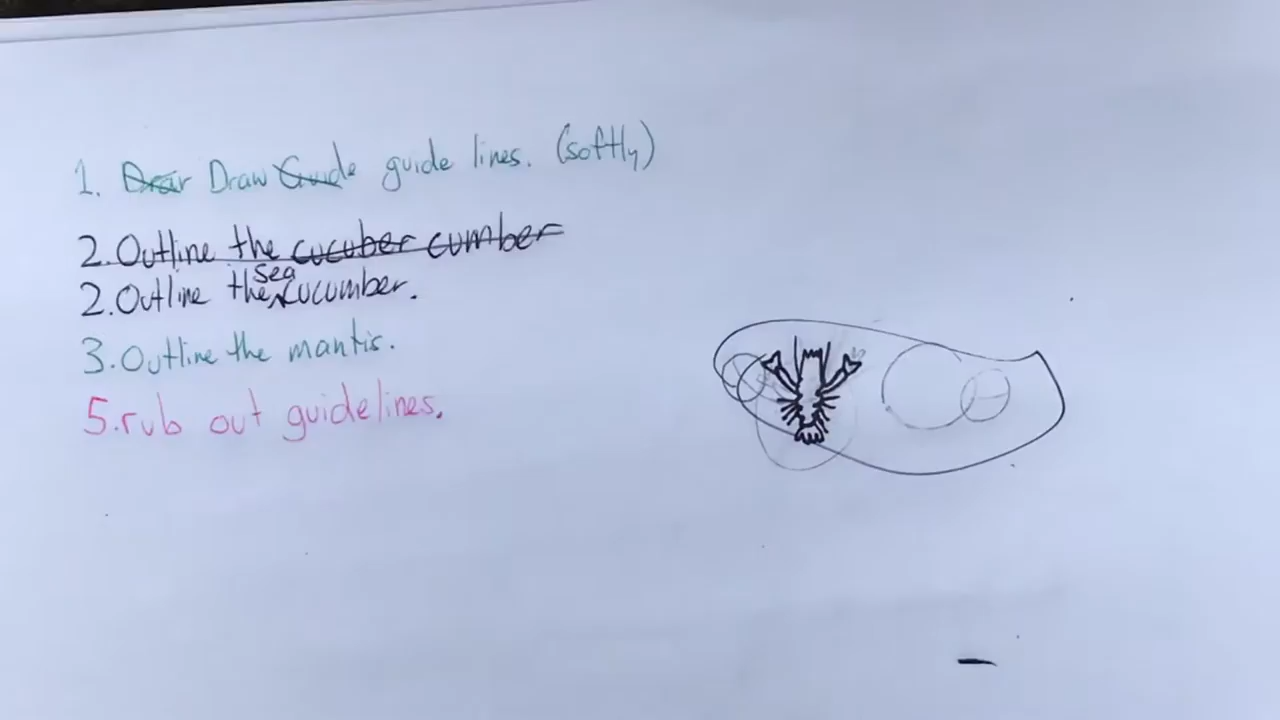 1. Drar Draw Guide guide lines. (softly)
2. Outline the cucuber cumber
2. Outline the sea cucumber.
3. Outline the mantis.
5. rub out guidelines.